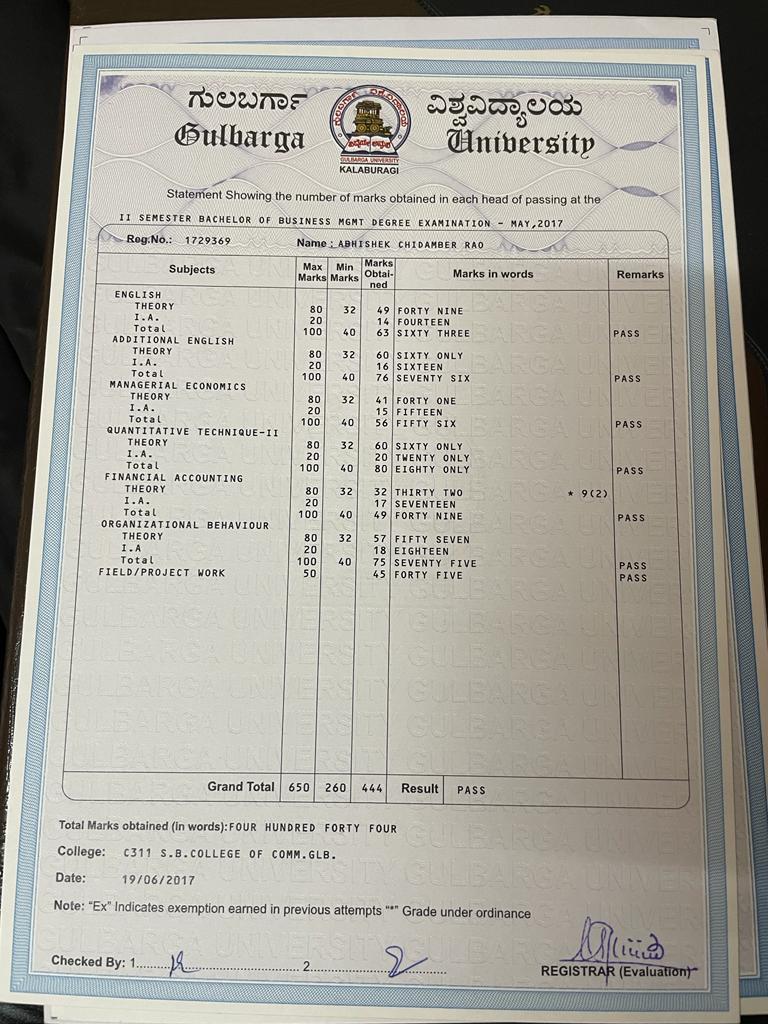 ಗುಲಬರ್ಗಾ ವಿಶ್ವವಿದ್ಯಾಲಯ
Gulbarga University
GULBARGA UNIVERSITY
KALABURAGI
Statement Showing the number of marks obtained in each head of passing at the
II SEMESTER BACHELOR OF BUSINESS MGMT DEGREE EXAMINATION - MAY,2017
Reg.No.: 1729369 Name : ABHISHEK CHIDAMBER RAO
Subjects Max Marks Min Marks Marks Obtai-ned Marks in words Remarks
ENGLISH
THEORY 80 32 49 FORTY NINE
I.A. 20 14 FOURTEEN
Total 100 40 63 SIXTY THREE PASS
ADDITIONAL ENGLISH
THEORY 80 32 60 SIXTY ONLY
I.A. 20 16 SIXTEEN
Total 100 40 76 SEVENTY SIX PASS
MANAGERIAL ECONOMICS
THEORY 80 32 41 FORTY ONE
I.A. 20 15 FIFTEEN
Total 100 40 56 FIFTY SIX PASS
QUANTITATIVE TECHNIQUE-II
THEORY 80 32 60 SIXTY ONLY
I.A. 20 20 TWENTY ONLY
Total 100 40 80 EIGHTY ONLY PASS
FINANCIAL ACCOUNTING
THEORY 80 32 32 THIRTY TWO * 9(2)
I.A. 20 17 SEVENTEEN
Total 100 40 49 FORTY NINE PASS
ORGANIZATIONAL BEHAVIOUR
THEORY 80 32 57 FIFTY SEVEN
I.A 20 18 EIGHTEEN
Total 100 40 75 SEVENTY FIVE PASS
FIELD/PROJECT WORK 50 45 FORTY FIVE PASS
Grand Total 650 260 444 Result PASS
Total Marks obtained (in words):FOUR HUNDRED FORTY FOUR
College: C311 S.B.COLLEGE OF COMM.GLB.
Date: 19/06/2017
Note: “Ex” Indicates exemption earned in previous attempts “*” Grade under ordinance
Checked By: 1.......... 2..........
REGISTRAR (Evaluation)